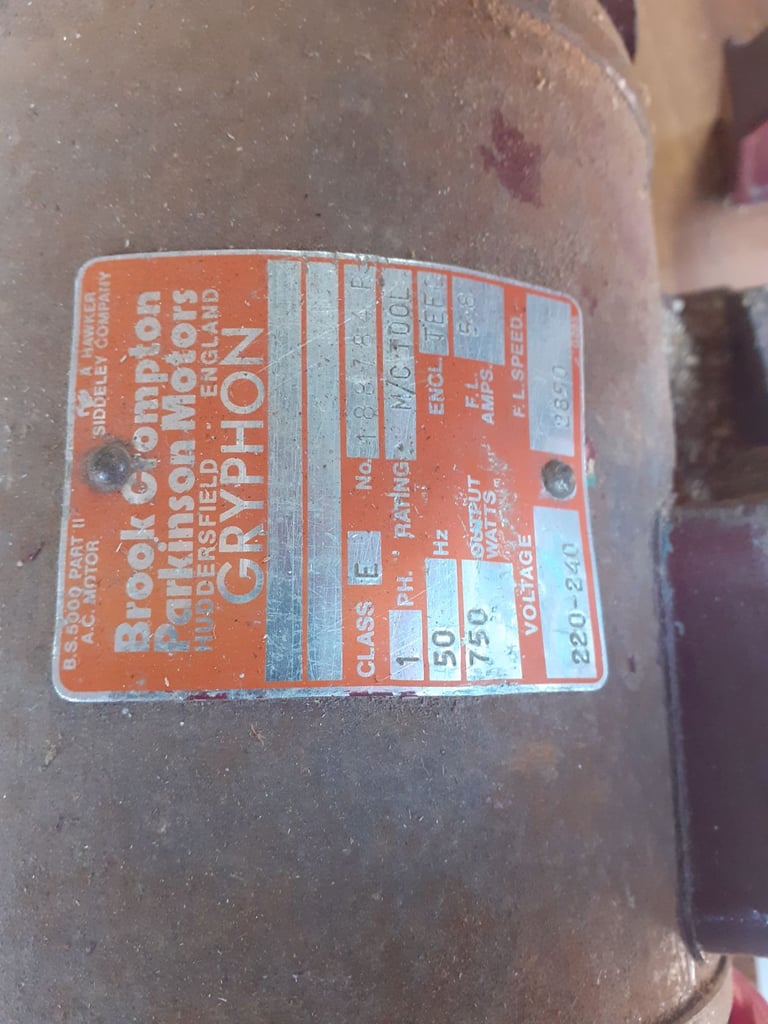 B.S.5000 PART II
A.C. MOTOR
A HAWKER
SIDDELEY COMPANY
Brook Crompton
Parkinson Motors
HUDDERSFIELD ENGLAND
GRYPHON
CLASS E No.
1 PH. RATING M/C TOOL
50 Hz ENCL. TEFC
750 OUTPUT WATTS F.L. AMPS. 5.8
VOLTAGE F.L. SPEED.
220-240 2850